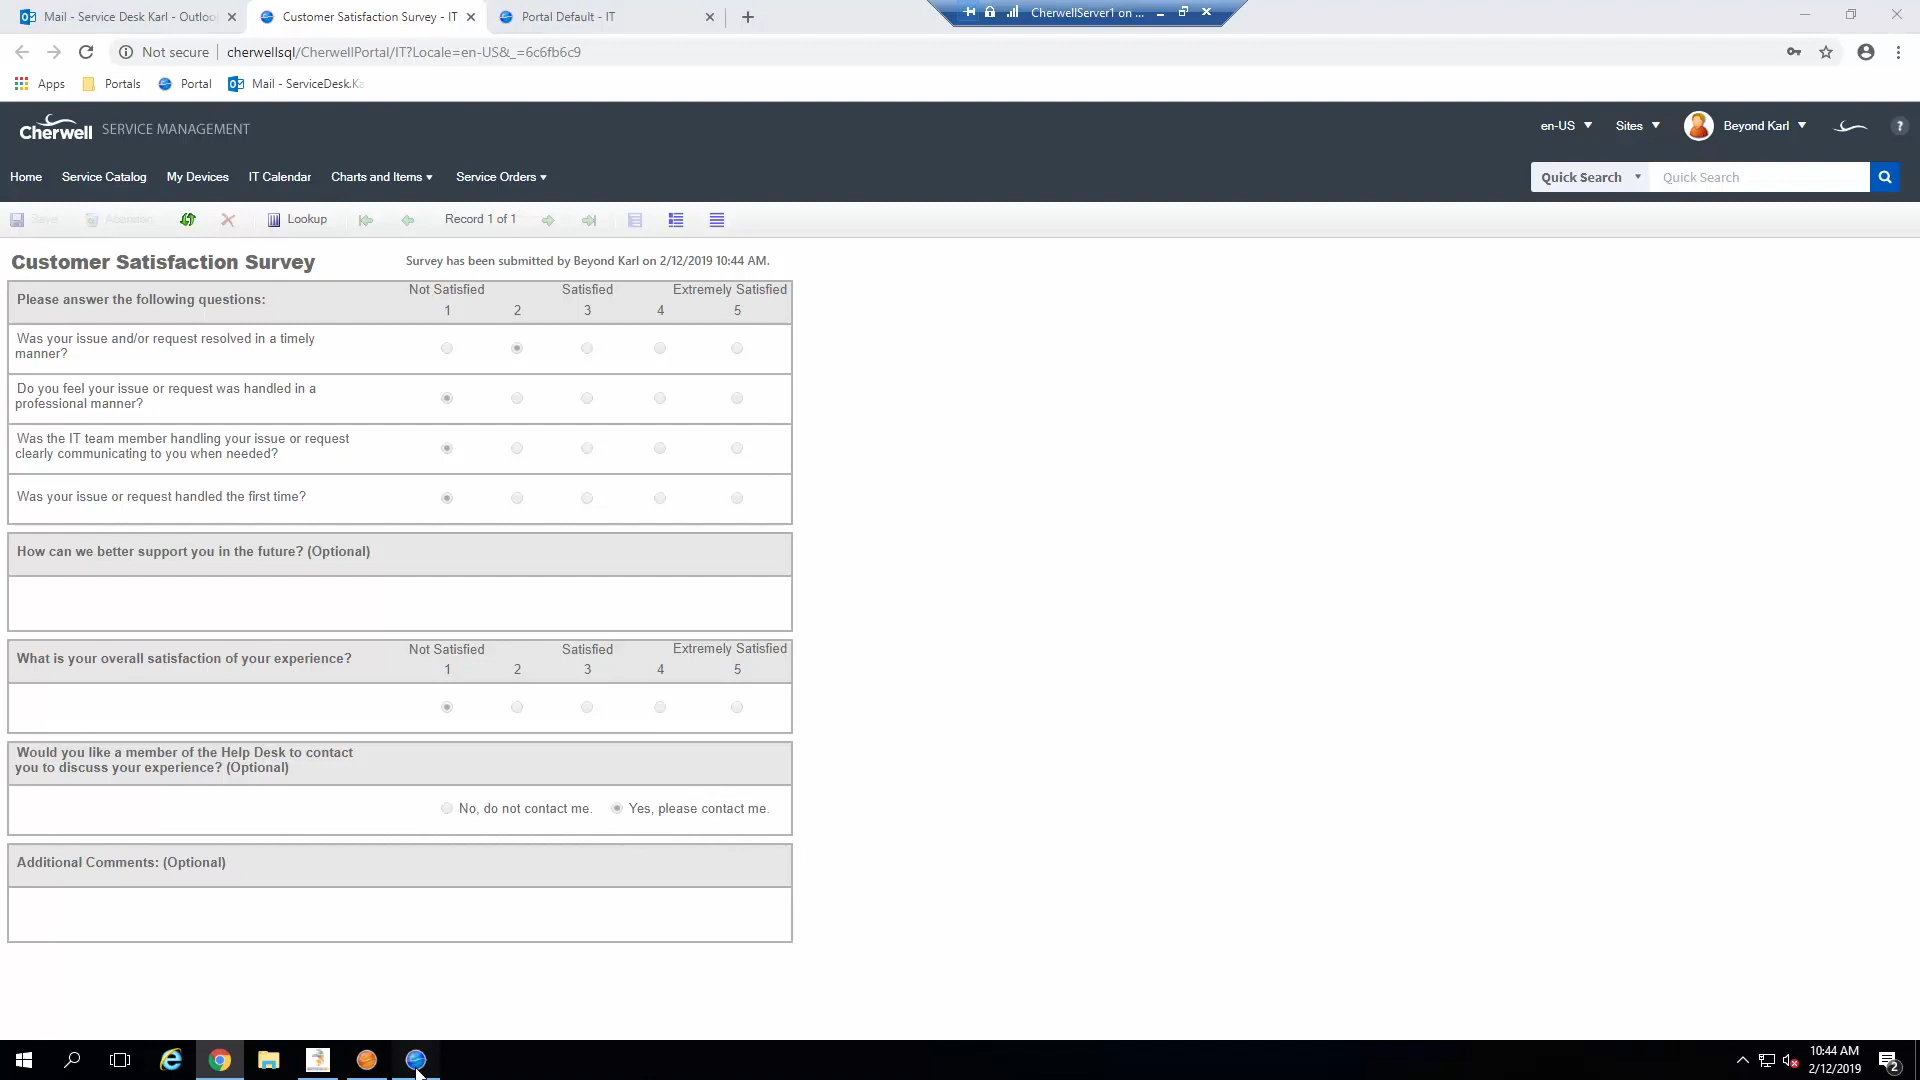 Mail - Service Desk Karl - Outloo
Customer Satisfaction Survey - IT
Portal Default - IT
CherwellServer1 on ...
Not secure
cherwellsql/CherwellPortal/IT?Locale=en-US&_=6c6fb6c9
Apps
Portals
Portal
Mail - ServiceDesk.Ka
Cherwell SERVICE MANAGEMENT
en-US
Sites
Beyond Karl
?
Home
Service Catalog
My Devices
IT Calendar
Charts and Items
Service Orders
Quick Search
Quick Search
Save
Abandon
Lookup
Record 1 of 1
Customer Satisfaction Survey
Survey has been submitted by Beyond Karl on 2/12/2019 10:44 AM.
Please answer the following questions:
Not Satisfied Satisfied Extremely Satisfied
1 2 3 4 5
Was your issue and/or request resolved in a timely
manner?
Do you feel your issue or request was handled in a
professional manner?
Was the IT team member handling your issue or request
clearly communicating to you when needed?
Was your issue or request handled the first time?
How can we better support you in the future? (Optional)
What is your overall satisfaction of your experience?
Not Satisfied Satisfied Extremely Satisfied
1 2 3 4 5
Would you like a member of the Help Desk to contact
you to discuss your experience? (Optional)
No, do not contact me. Yes, please contact me.
Additional Comments: (Optional)
10:44 AM
2/12/2019
2